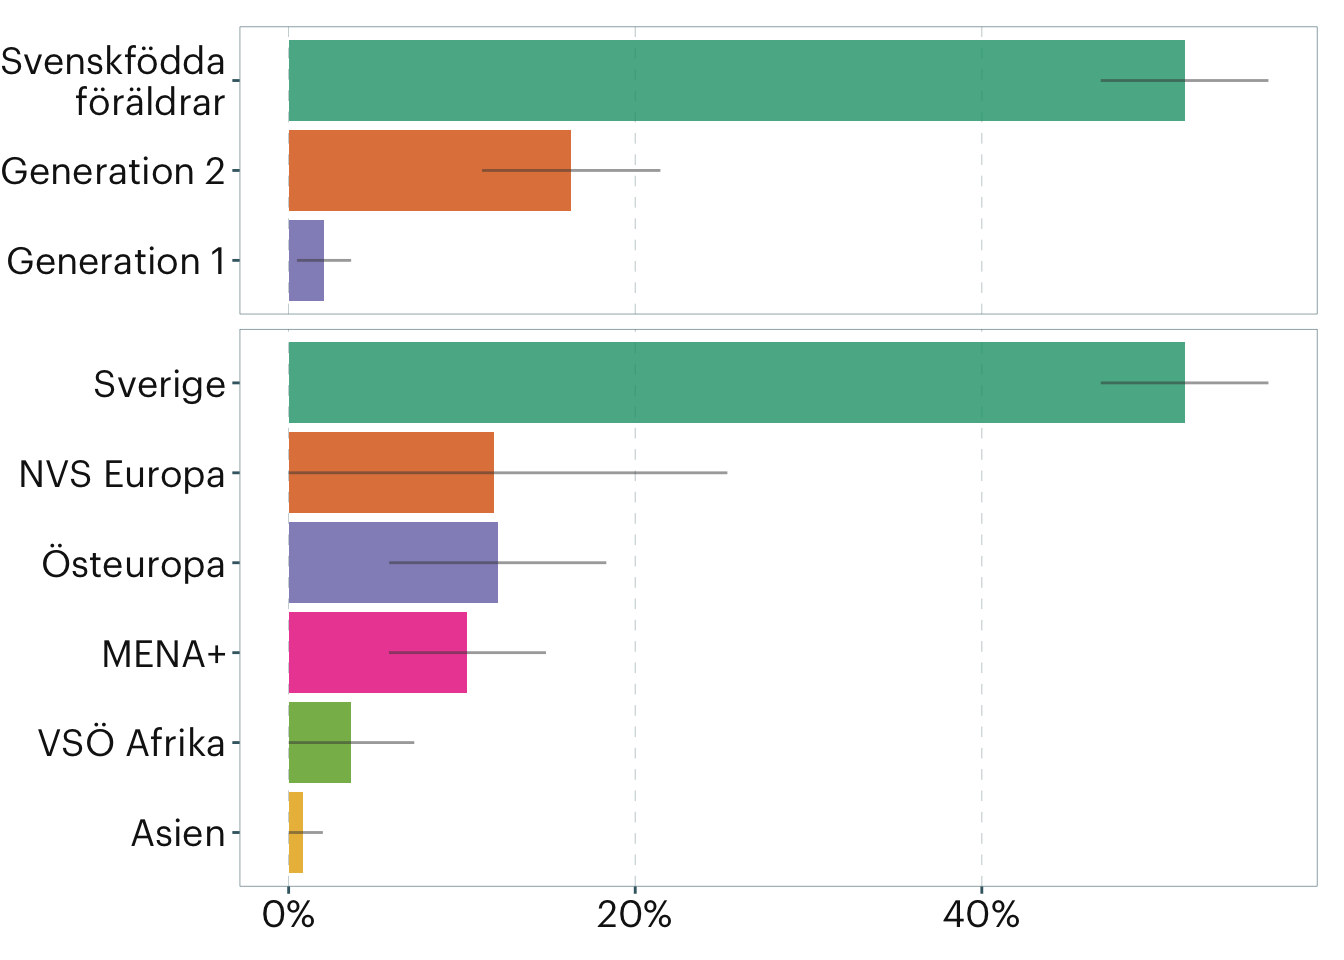 Svenskfödda
föräldrar
Generation 2
Generation 1
Sverige
NVS Europa
Östeuropa
MENA+
VSÖ Afrika
Asien
0% 20% 40%